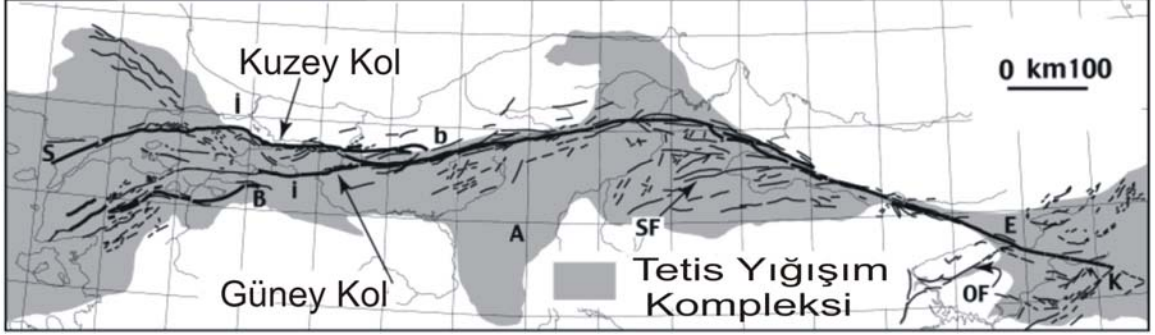 Kuzey Kol
0 km100
İ
b
S
B
i
A
SF
E
K
OF
Güney Kol
Tetis Yığışım
Kompleksi